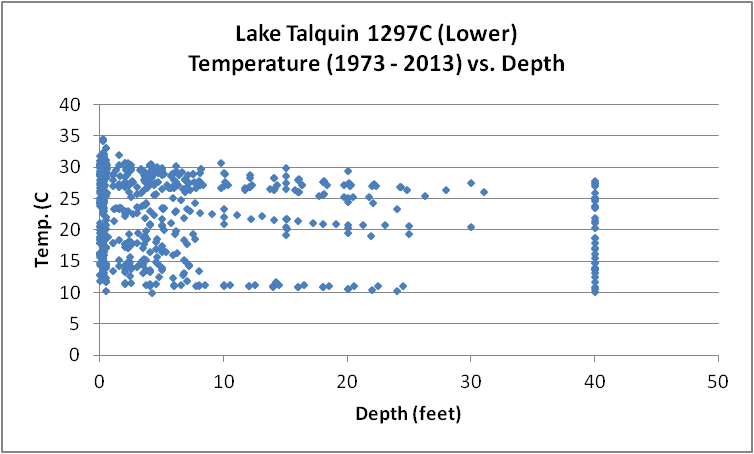 Lake Talquin 1297C (Lower)
Temperature (1973 - 2013) vs. Depth
40
35
30
25
20
15
10
5
0
Temp. (C
0 10 20 30 40 50
Depth (feet)